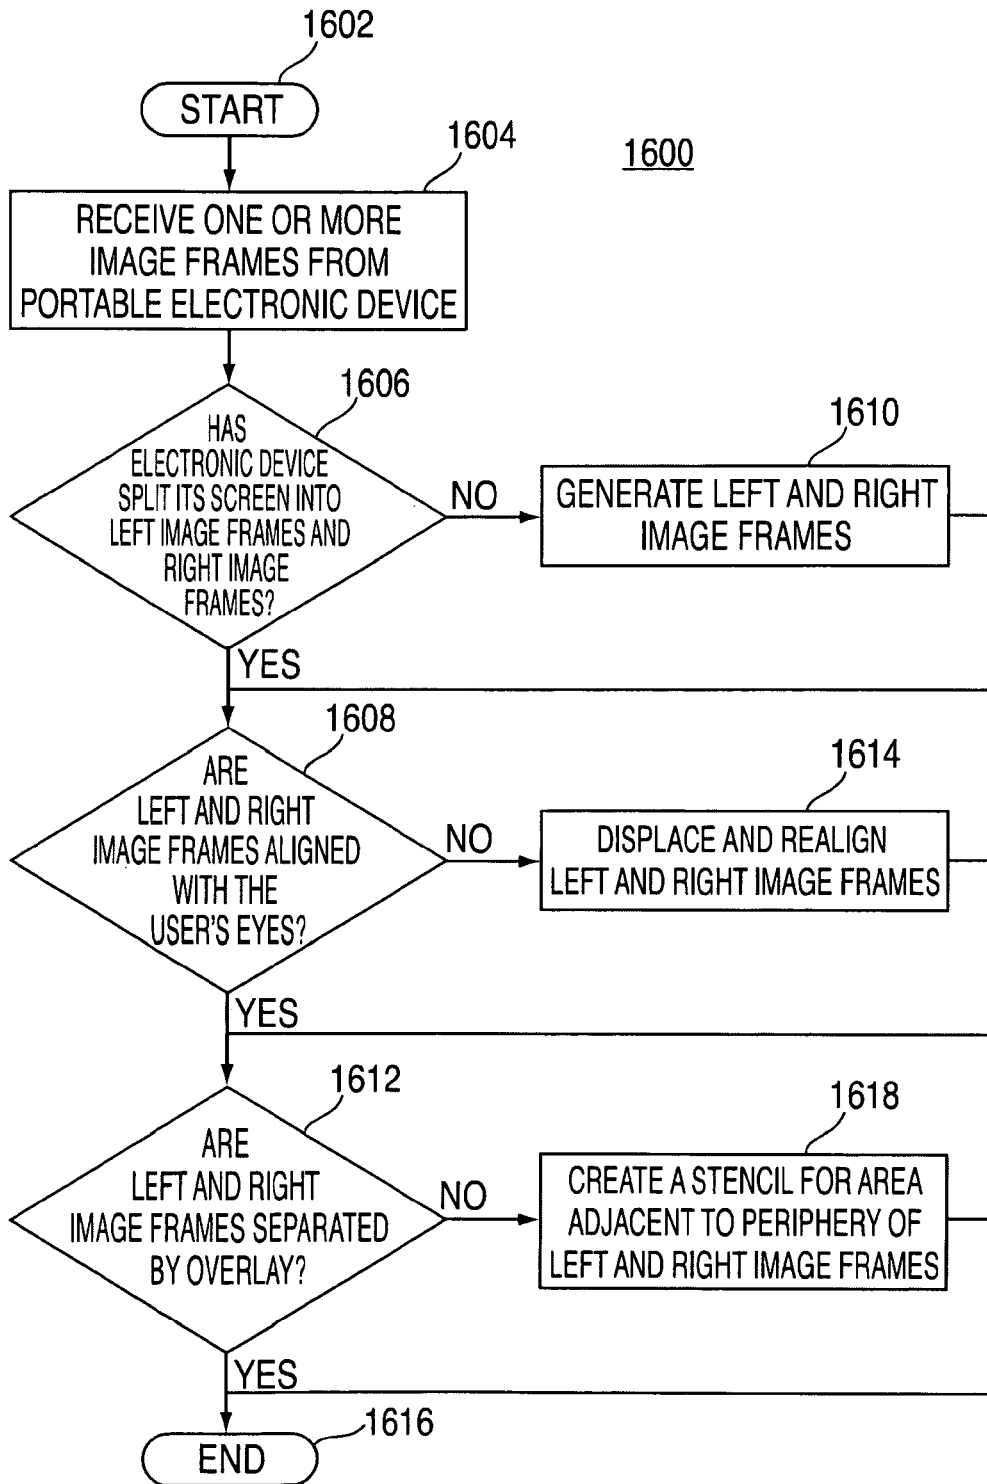 1602
START
1604
1600
RECEIVE ONE OR MORE
IMAGE FRAMES FROM
PORTABLE ELECTRONIC DEVICE
1606
HAS
ELECTRONIC DEVICE
SPLIT ITS SCREEN INTO
LEFT IMAGE FRAMES AND
RIGHT IMAGE
FRAMES?
NO
1610
GENERATE LEFT AND RIGHT
IMAGE FRAMES
YES
1608
ARE
LEFT AND RIGHT
IMAGE FRAMES ALIGNED
WITH THE
USER'S EYES?
NO
1614
DISPLACE AND REALIGN
LEFT AND RIGHT IMAGE FRAMES
YES
1612
ARE
LEFT AND RIGHT
IMAGE FRAMES SEPARATED
BY OVERLAY?
NO
1618
CREATE A STENCIL FOR AREA
ADJACENT TO PERIPHERY OF
LEFT AND RIGHT IMAGE FRAMES
YES
1616
END